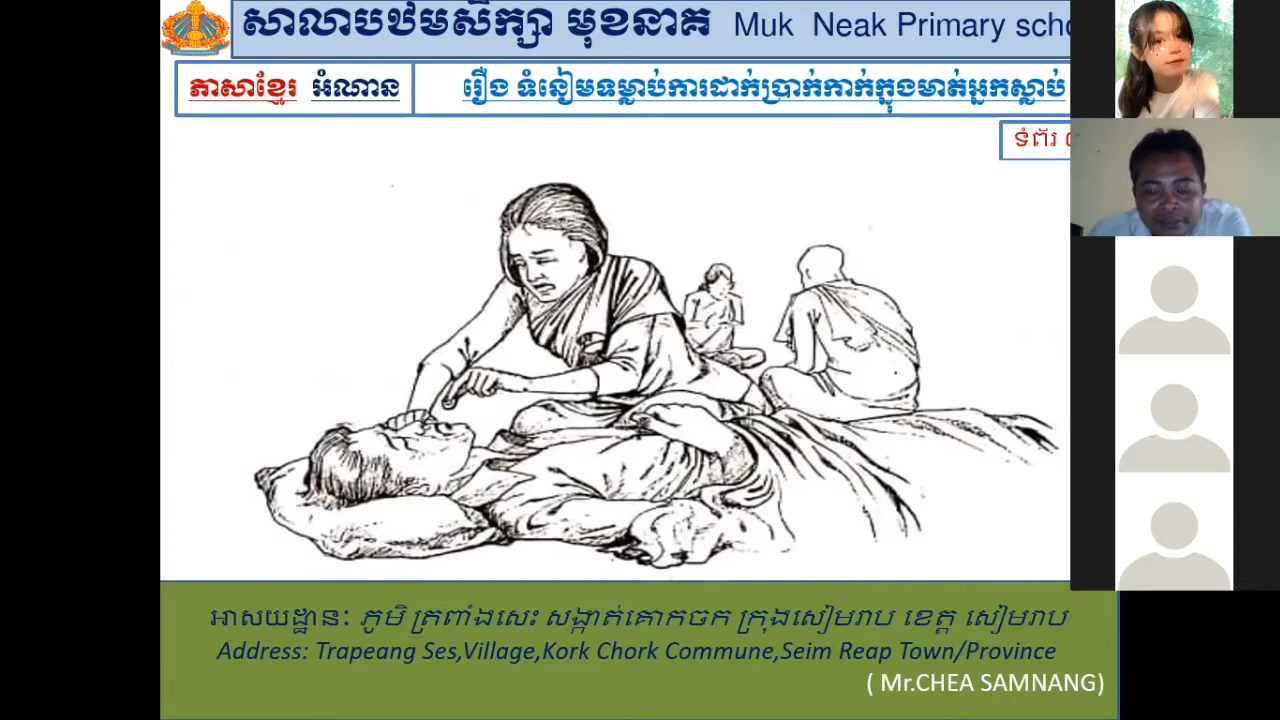 សាលាបឋមសិក្សា មុខនាគ Muk Neak Primary
ភាសាខ្មែរ អំណាន រឿង ទំនៀមទម្លាប់ការដាក់ប្រាក់កាក់ក្នុងមាត់អ្នកស្លាប់
ទំព័រ
អាសយដ្ឋានៈ ភូមិ ត្រពាំងសេះ សង្កាត់គោកចក ក្រុងសៀមរាប ខេត្ត សៀមរាប
Address: Trapeang Ses,Village,Kork Chork Commune,Seim Reap Town/Province
( Mr.CHEA SAMNANG)